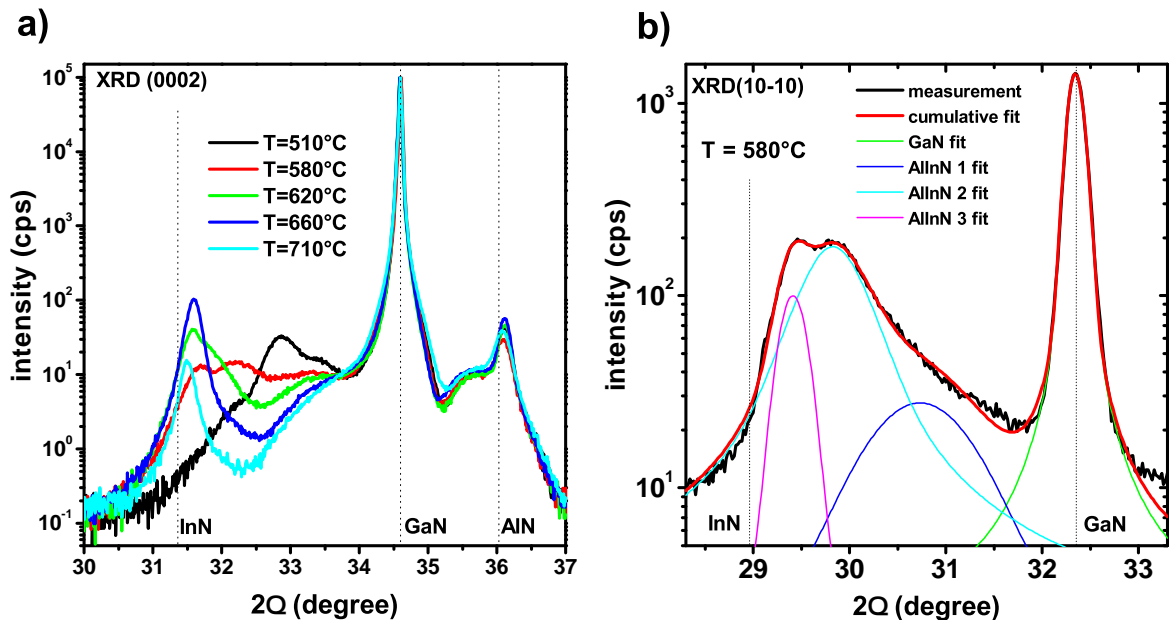 a)
XRD (0002)
T=510°C
T=580°C
T=620°C
T=660°C
T=710°C
InN
GaN
AlN
intensity (cps)
10^5
10^4
10^3
10^2
10^1
10^0
10^-1
30 31 32 33 34 35 36 37
2Ω (degree)
b)
XRD(10-10)
T = 580°C
measurement
cumulative fit
GaN fit
AlInN 1 fit
AlInN 2 fit
AlInN 3 fit
InN
GaN
intensity (cps)
10^3
10^2
10^1
29 30 31 32 33
2Ω (degree)